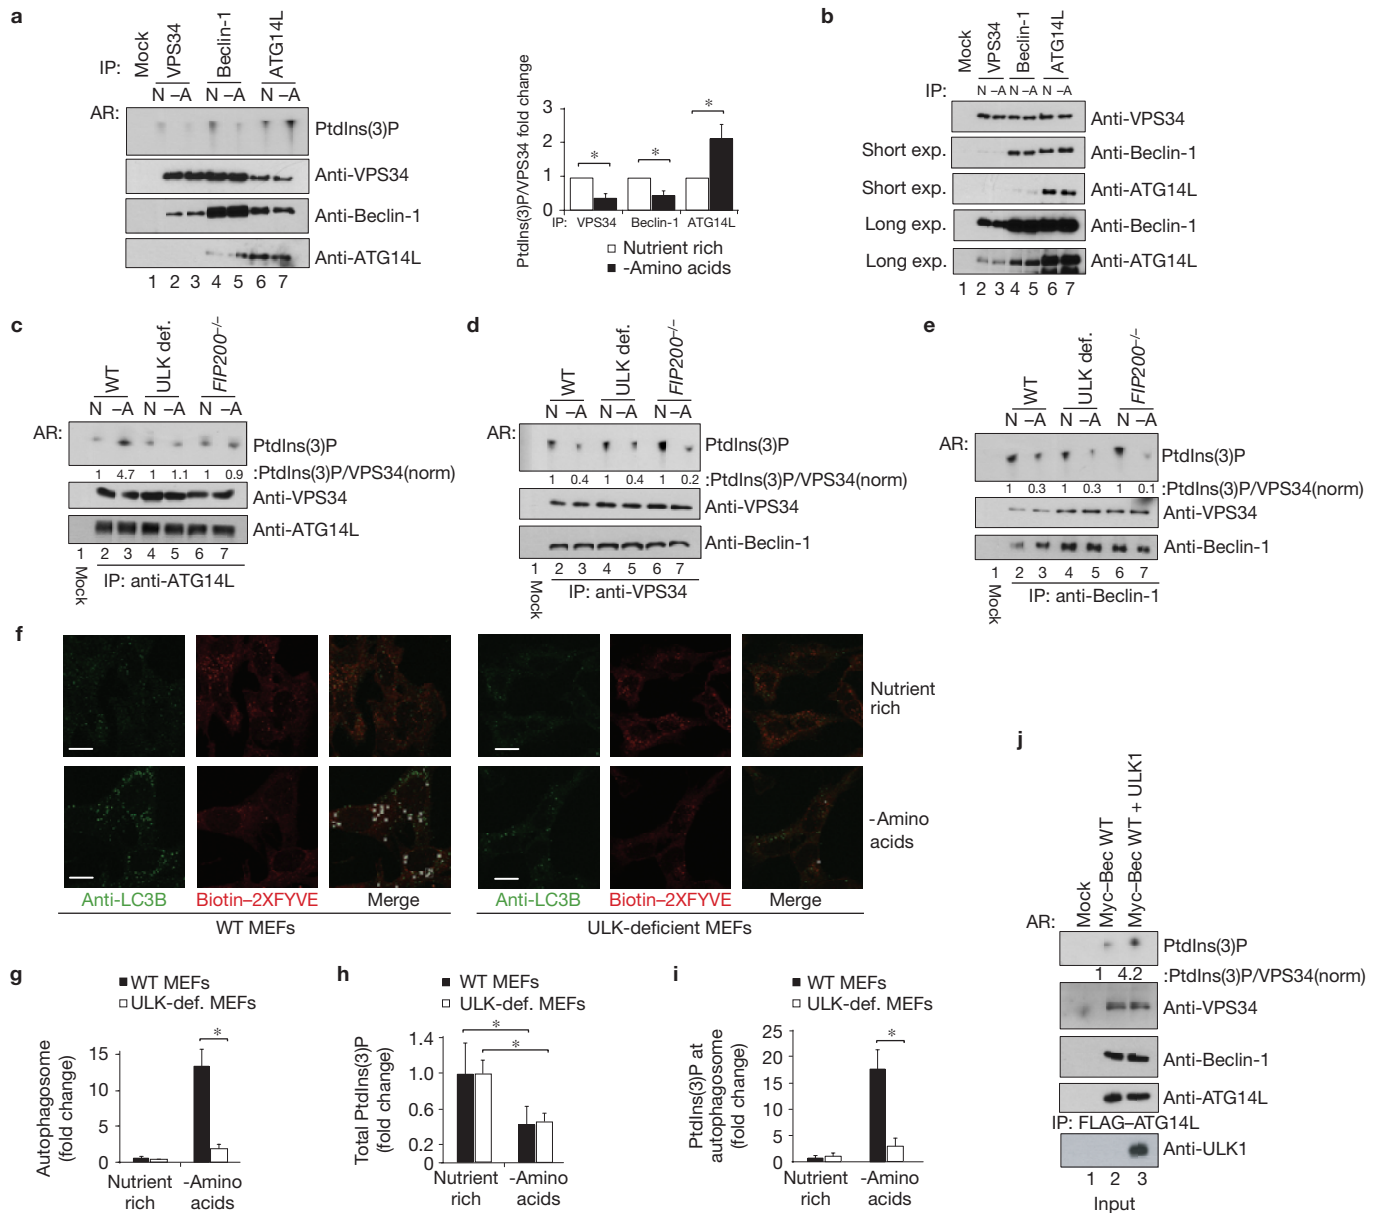 a
IP:
Mock
VPS34
Beclin-1
ATG14L
N –A N –A N –A
AR:
PtdIns(3)P
Anti-VPS34
Anti-Beclin-1
Anti-ATG14L
1 2 3 4 5 6 7
PtdIns(3)P/VPS34 fold change
3
2
1
0
* * *
IP: VPS34 Beclin-1 ATG14L
Nutrient rich
-Amino acids
b
Mock
VPS34
Beclin-1
ATG14L
IP: N –A N –A N –A
Anti-VPS34
Short exp. Anti-Beclin-1
Short exp. Anti-ATG14L
Long exp. Anti-Beclin-1
Long exp. Anti-ATG14L
1 2 3 4 5 6 7
c
WT
ULK def.
FIP200–/–
N –A N –A N –A
AR:
PtdIns(3)P
1 4.7 1 1.1 1 0.9 :PtdIns(3)P/VPS34(norm)
Anti-VPS34
Anti-ATG14L
1 2 3 4 5 6 7
Mock
IP: anti-ATG14L
d
WT
ULK def.
FIP200–/–
N –A N –A N –A
AR:
PtdIns(3)P
1 0.4 1 0.4 1 0.2 :PtdIns(3)P/VPS34(norm)
Anti-VPS34
Anti-Beclin-1
1 2 3 4 5 6 7
Mock
IP: anti-VPS34
e
WT
ULK def.
FIP200–/–
N –A N –A N –A
AR:
PtdIns(3)P
1 0.3 1 0.3 1 0.1 :PtdIns(3)P/VPS34(norm)
Anti-VPS34
Anti-Beclin-1
1 2 3 4 5 6 7
Mock
IP: anti-Beclin-1
f
Nutrient
rich
-Amino
acids
Anti-LC3B Biotin–2XFYVE Merge
WT MEFs
Anti-LC3B Biotin–2XFYVE Merge
ULK-deficient MEFs
g
WT MEFs
ULK-def. MEFs
Autophagosome
(fold change)
15
10
5
0
*
Nutrient
rich
-Amino
acids
h
WT MEFs
ULK-def. MEFs
Total PtdIns(3)P
(fold change)
1.4
1.0
0.6
0.2
0
*
*
Nutrient
rich
-Amino
acids
i
WT MEFs
ULK-def. MEFs
PtdIns(3)P at
autophagosome
(fold change)
25
20
15
10
5
0
*
Nutrient
rich
-Amino
acids
j
Mock
Myc–Bec WT
Myc–Bec WT + ULK1
AR:
PtdIns(3)P
1 4.2 :PtdIns(3)P/VPS34(norm)
Anti-VPS34
Anti-Beclin-1
Anti-ATG14L
IP: FLAG–ATG14L
Anti-ULK1
1 2 3
Input